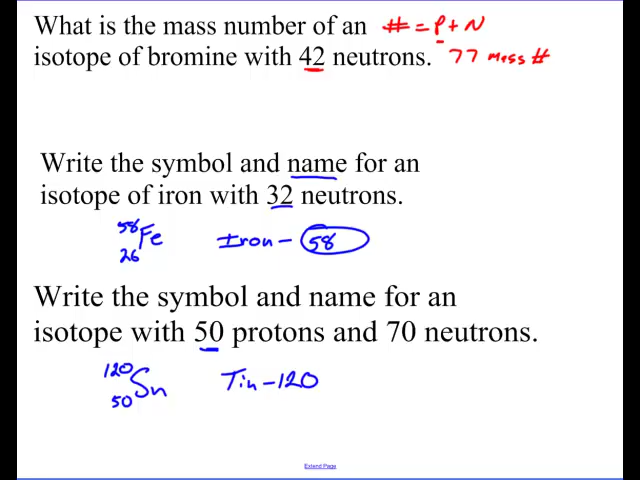 What is the mass number of an # = P + N
isotope of bromine with 42 neutrons. 77 mass #
Write the symbol and name for an
isotope of iron with 32 neutrons.
58
26 Fe Iron - 58
Write the symbol and name for an
isotope with 50 protons and 70 neutrons.
120
50 Sn Tin - 120
Extend Page